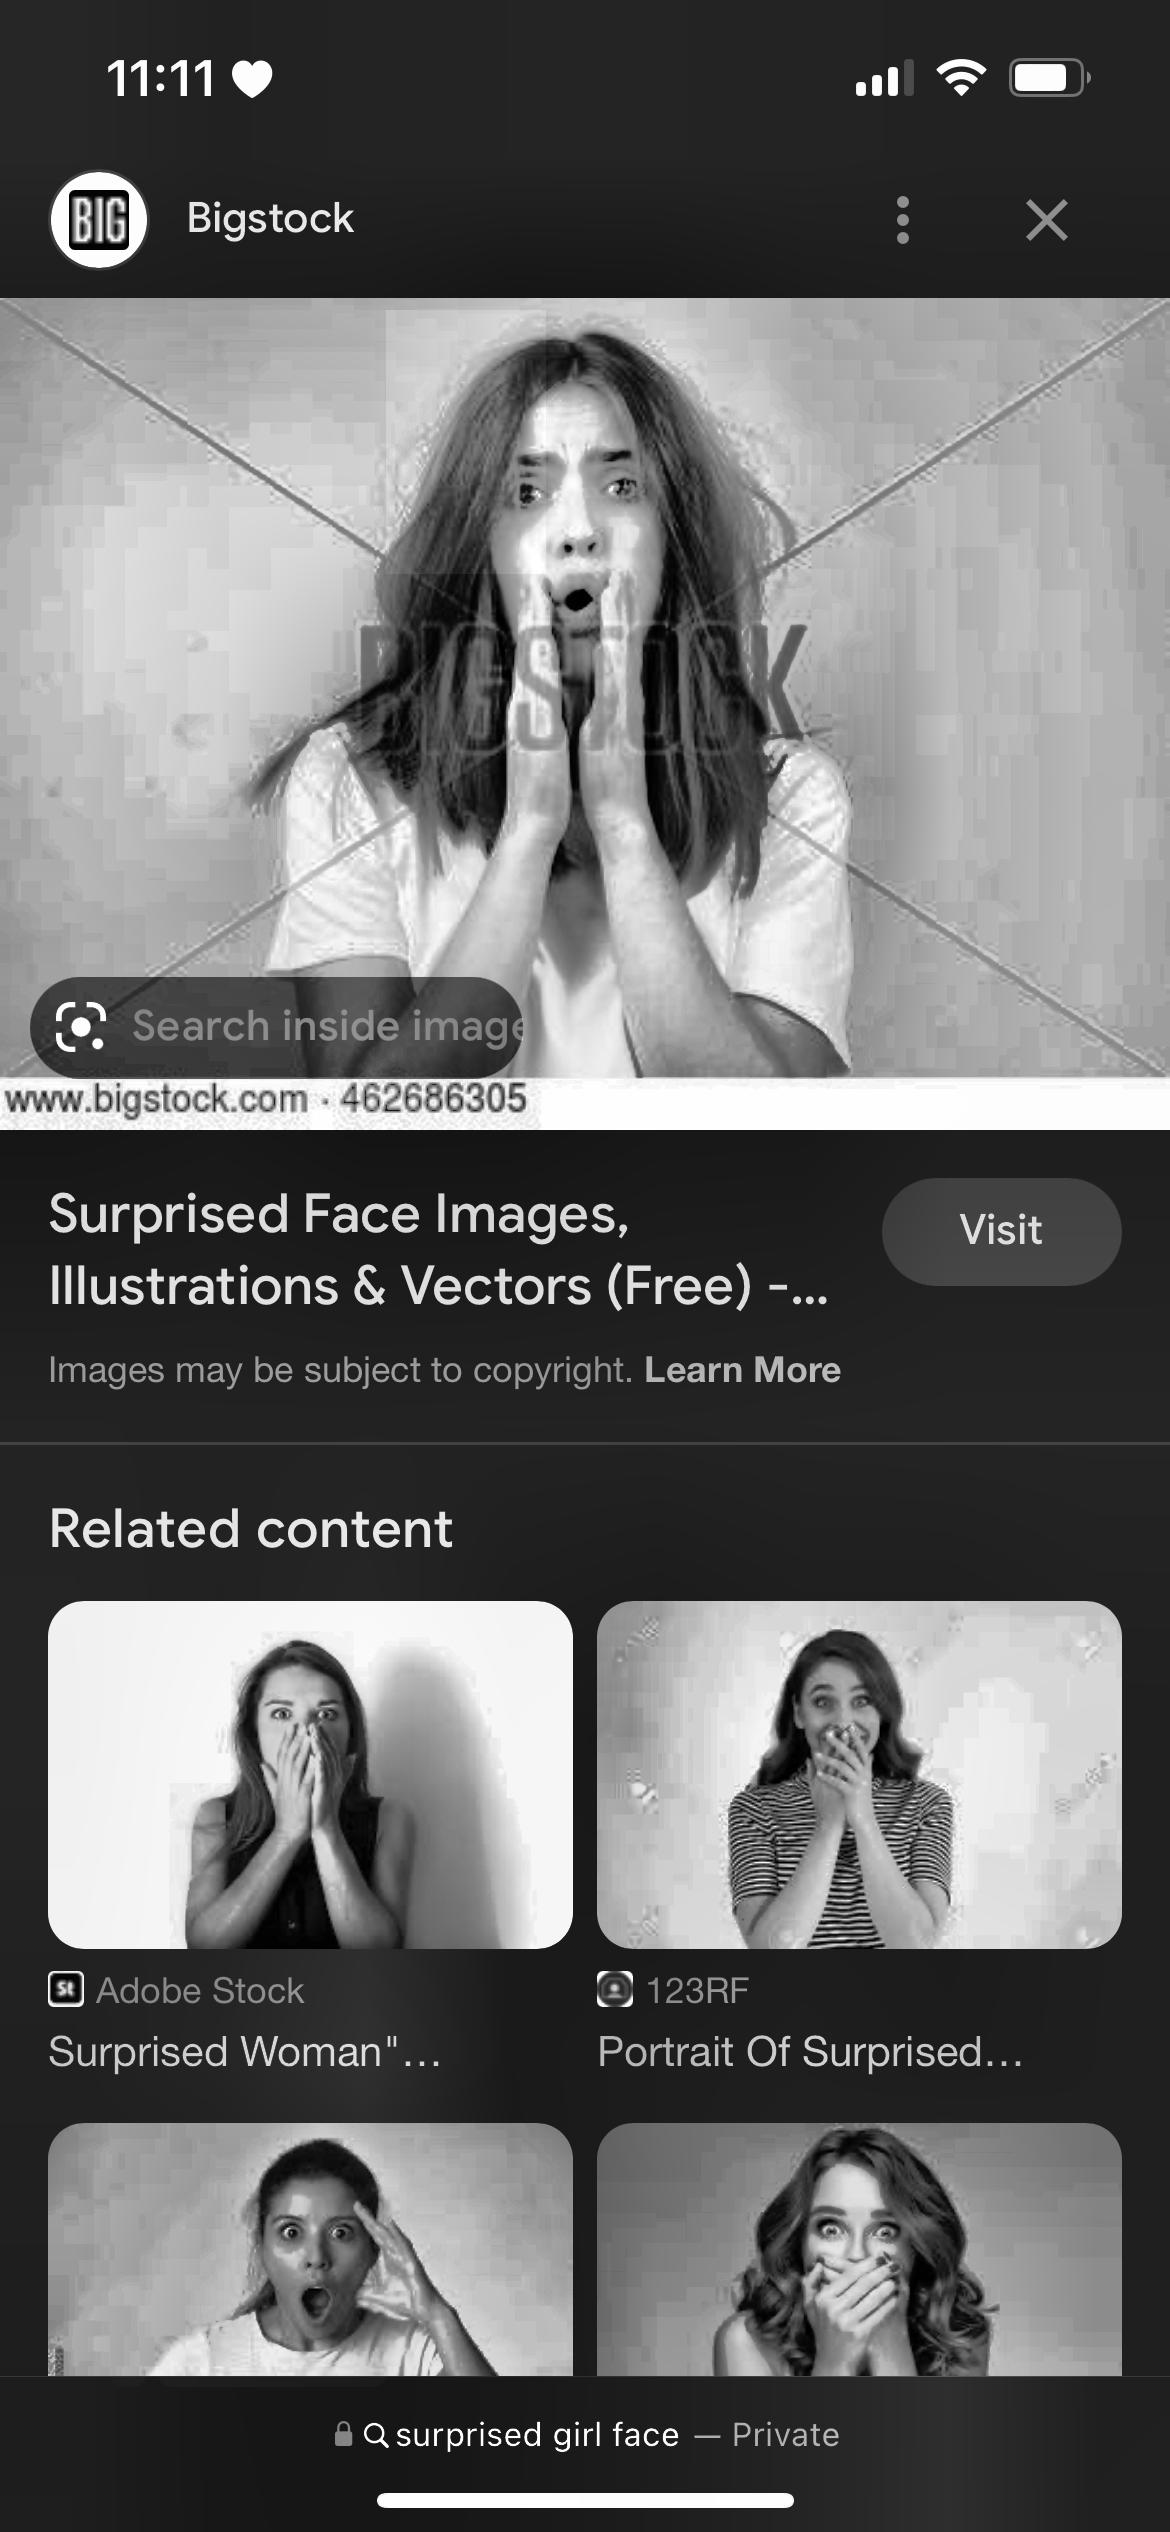 11:11
BIG
Bigstock
BIGSTOCK
Search inside image
www.bigstock.com · 462686305
Surprised Face Images,
Illustrations & Vectors (Free) -...
Visit
Images may be subject to copyright. Learn More
Related content
St Adobe Stock
123RF
Surprised Woman"...
Portrait Of Surprised...
surprised girl face — Private